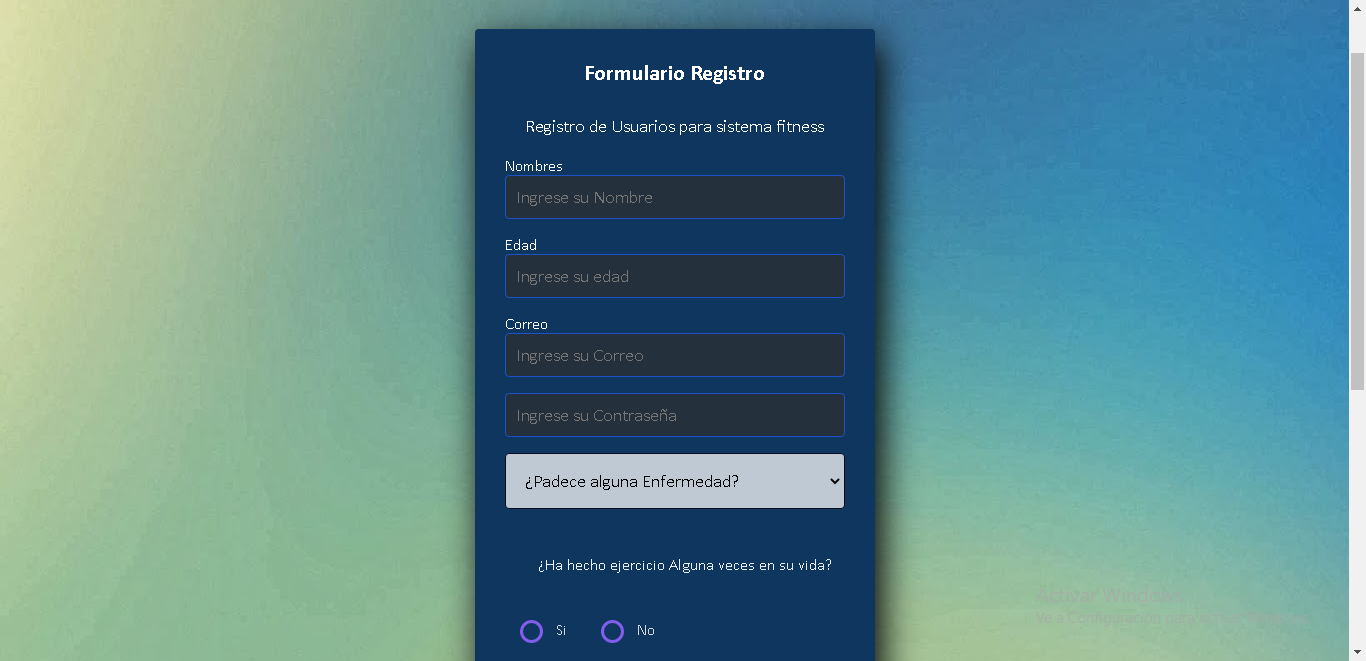 Formulario Registro
Registro de Usuarios para sistema fitness
Nombres
Ingrese su Nombre
Edad
Ingrese su edad
Correo
Ingrese su Correo
Ingrese su Contraseña
¿Padece alguna Enfermedad?
¿Ha hecho ejercicio Alguna veces en su vida?
Si No
Activar Windows
Ve a Configuración para activar Windows.